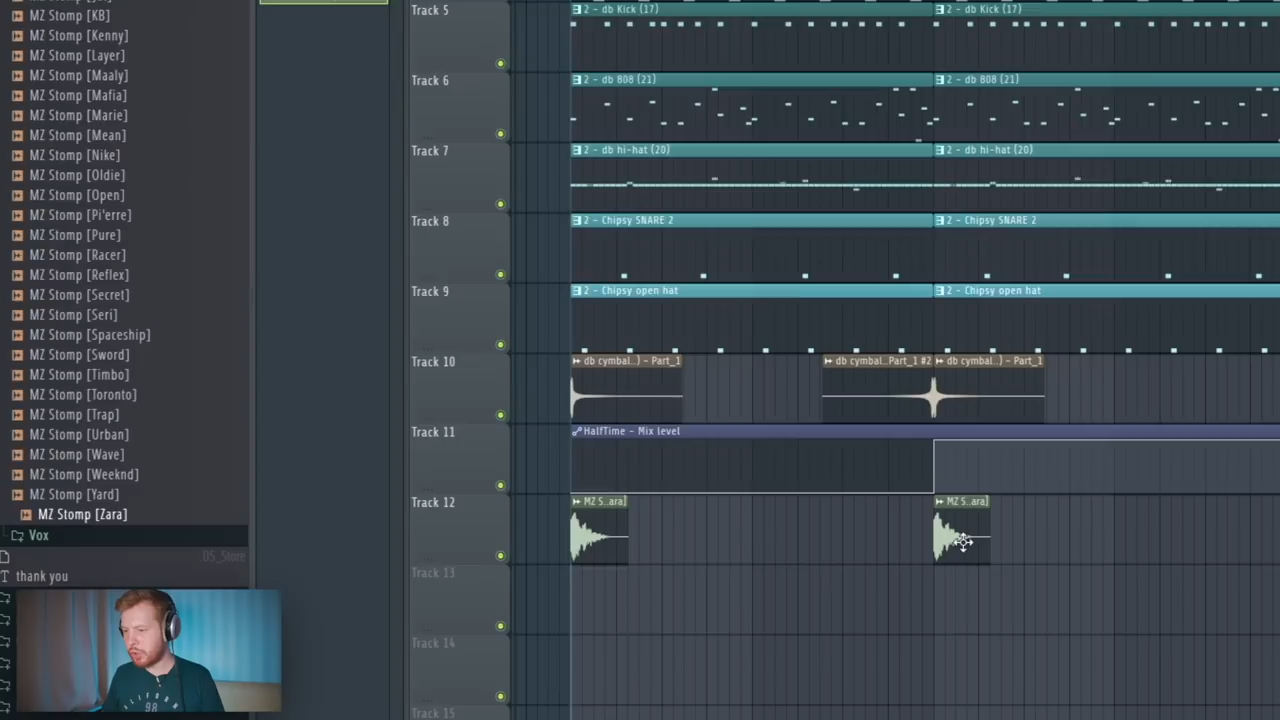 MZ Stomp [KB]
MZ Stomp [Kenny]
MZ Stomp [Layer]
MZ Stomp [Maaly]
MZ Stomp [Mafia]
MZ Stomp [Marie]
MZ Stomp [Mean]
MZ Stomp [Nike]
MZ Stomp [Oldie]
MZ Stomp [Open]
MZ Stomp [Pi'erre]
MZ Stomp [Pure]
MZ Stomp [Racer]
MZ Stomp [Reflex]
MZ Stomp [Secret]
MZ Stomp [Seri]
MZ Stomp [Spaceship]
MZ Stomp [Sword]
MZ Stomp [Timbo]
MZ Stomp [Toronto]
MZ Stomp [Trap]
MZ Stomp [Urban]
MZ Stomp [Wave]
MZ Stomp [Weeknd]
MZ Stomp [Yard]
MZ Stomp [Zara]
Vox
DS_Store
thank you
Track 5
2 - db Kick (17)
2 - db Kick (17)
Track 6
2 - db 808 (21)
2 - db 808 (21)
Track 7
2 - db hi-hat (20)
2 - db hi-hat (20)
Track 8
2 - Chipsy SNARE 2
2 - Chipsy SNARE 2
Track 9
2 - Chipsy open hat
2 - Chipsy open hat
Track 10
db cymbal..) - Part_1
db cymbal..Part_1 #2
db cymbal..) - Part_1
Track 11
HalfTime - Mix level
Track 12
MZ S..ara]
MZ S..ara]
Track 13
Track 14
Track 15
98